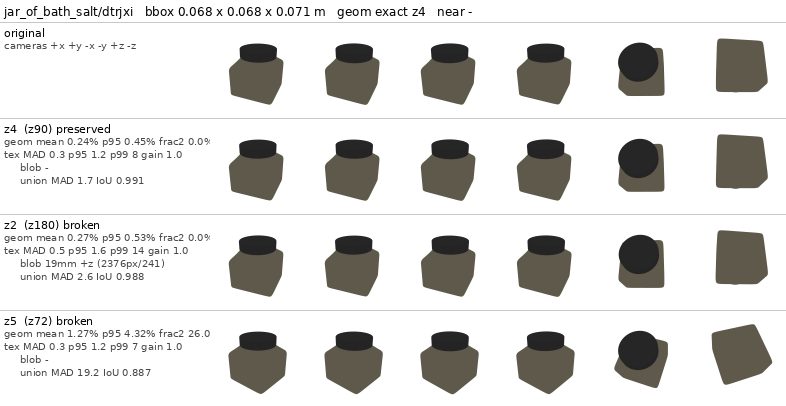 jar_of_bath_salt/dtrjxi   bbox 0.068 x 0.068 x 0.071 m   geom exact z4   near -
original
cameras +x +y -x -y +z -z
z4  (z90) preserved
geom mean 0.24% p95 0.45% frac2 0.0%
tex MAD 0.3 p95 1.2 p99 8 gain 1.0
blob -
union MAD 1.7 IoU 0.991
z2  (z180) broken
geom mean 0.27% p95 0.53% frac2 0.0%
tex MAD 0.5 p95 1.6 p99 14 gain 1.0
blob 19mm +z (2376px/241)
union MAD 2.6 IoU 0.988
z5  (z72) broken
geom mean 1.27% p95 4.32% frac2 26.0
tex MAD 0.3 p95 1.2 p99 7 gain 1.0
blob -
union MAD 19.2 IoU 0.887